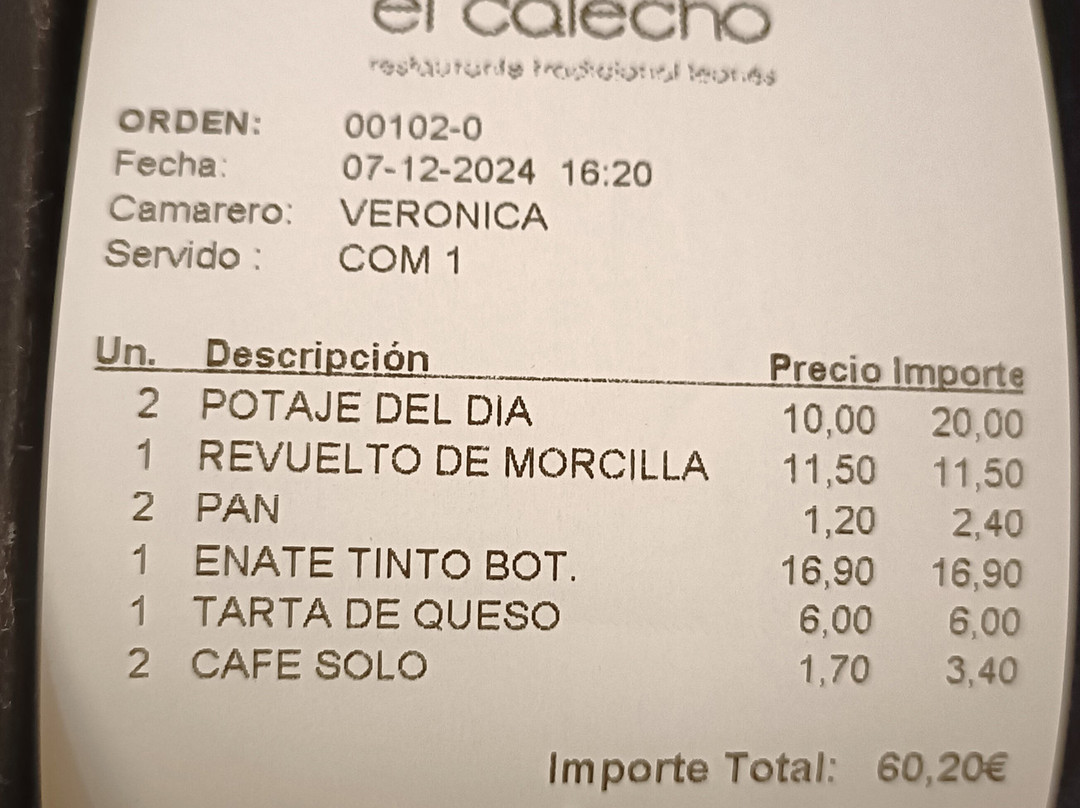 el calecho
restaurante tradicional leonés
ORDEN: 00102-0
Fecha: 07-12-2024 16:20
Camarero: VERONICA
Servido : COM 1
Un. Descripción Precio Importe
2 POTAJE DEL DIA 10,00 20,00
1 REVUELTO DE MORCILLA 11,50 11,50
2 PAN 1,20 2,40
1 ENATE TINTO BOT. 16,90 16,90
1 TARTA DE QUESO 6,00 6,00
2 CAFE SOLO 1,70 3,40
Importe Total: 60,20€